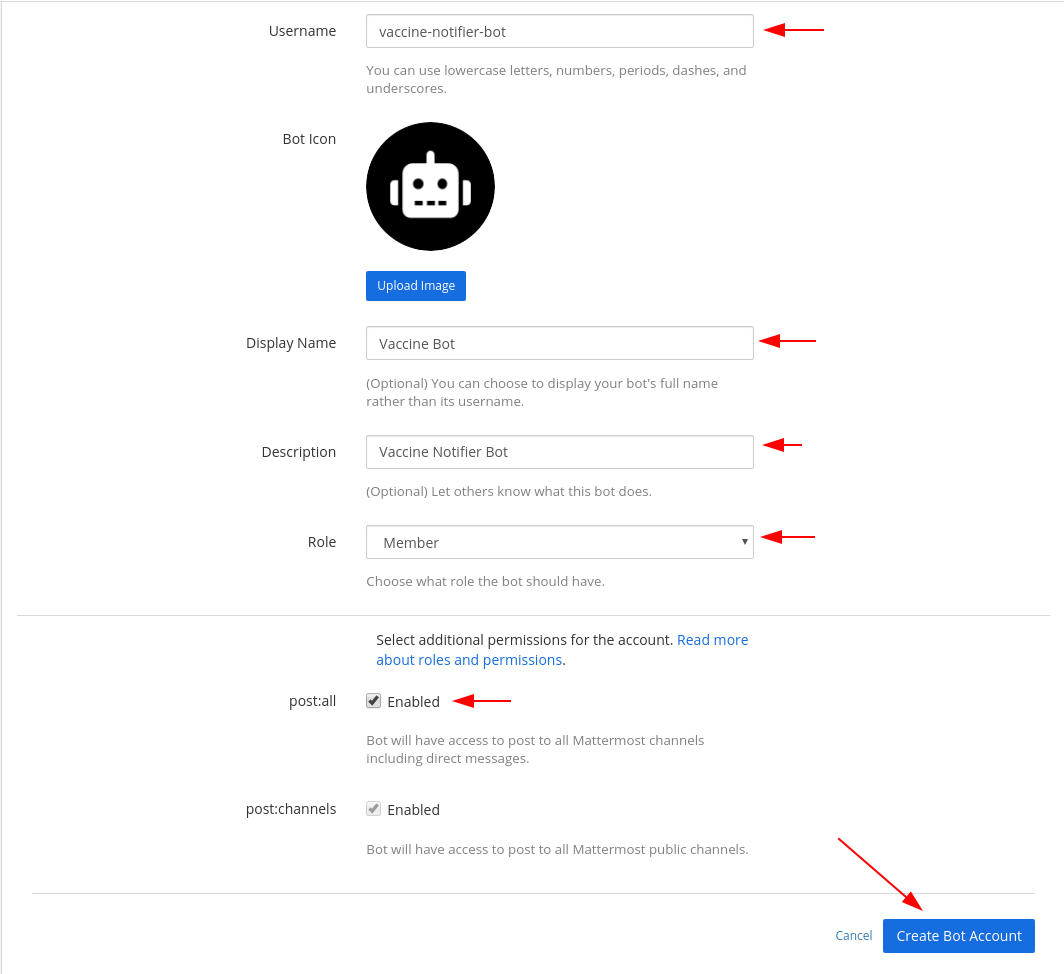 Username
vaccine-notifier-bot
You can use lowercase letters, numbers, periods, dashes, and
underscores.
Bot Icon
Upload Image
Display Name
Vaccine Bot
(Optional) You can choose to display your bot's full name
rather than its username.
Description
Vaccine Notifier Bot
(Optional) Let others know what this bot does.
Role
Member
Choose what role the bot should have.
Select additional permissions for the account. Read more
about roles and permissions.
post:all
Enabled
Bot will have access to post to all Mattermost channels
including direct messages.
post:channels
Enabled
Bot will have access to post to all Mattermost public channels.
Cancel
Create Bot Account